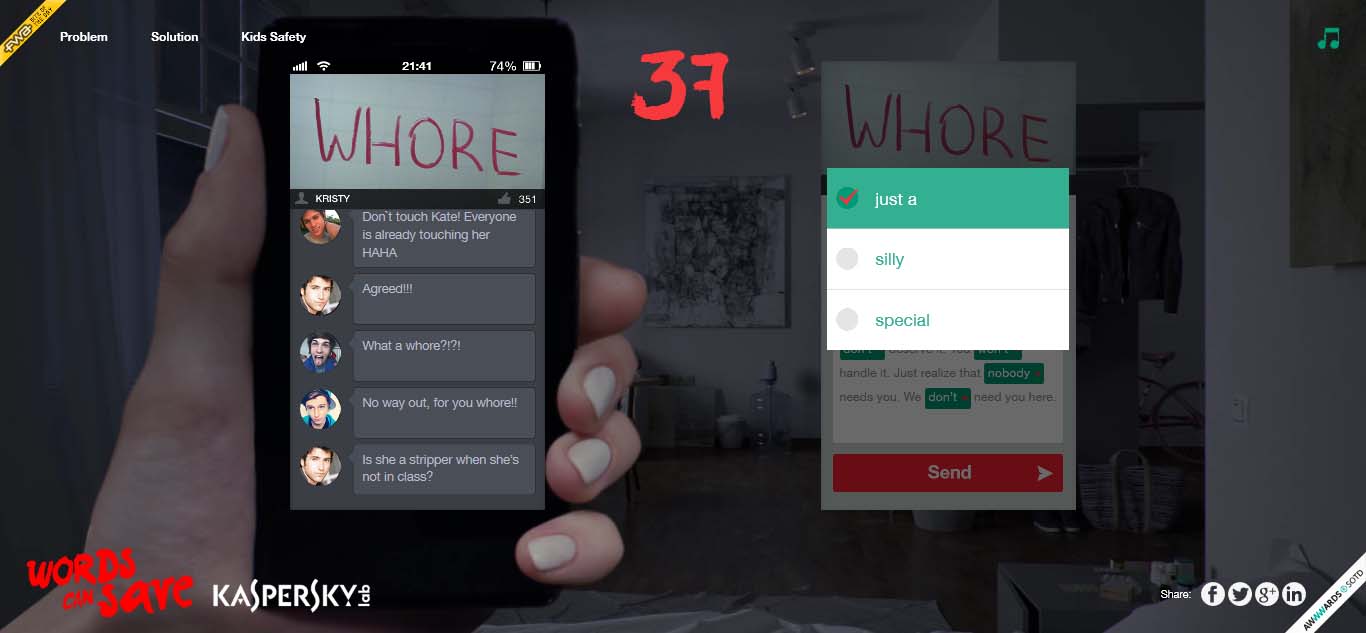 FWA SITE OF THE DAY
Problem Solution Kids Safety
21:41 74%
WHORE
KRISTY 351
Don`t touch Kate! Everyone
is already touching her
HAHA
Agreed!!!
What a whore?!?!
No way out, for you whore!!
Is she a stripper when she's
not in class?
37
WHORE
just a
silly
special
don't deserve it. You won't
handle it. Just realize that nobody
needs you. We don't need you here.
Send
WORDS
CAN save
KASPERSKY LAB
Share:
AWWWARDS SOTD